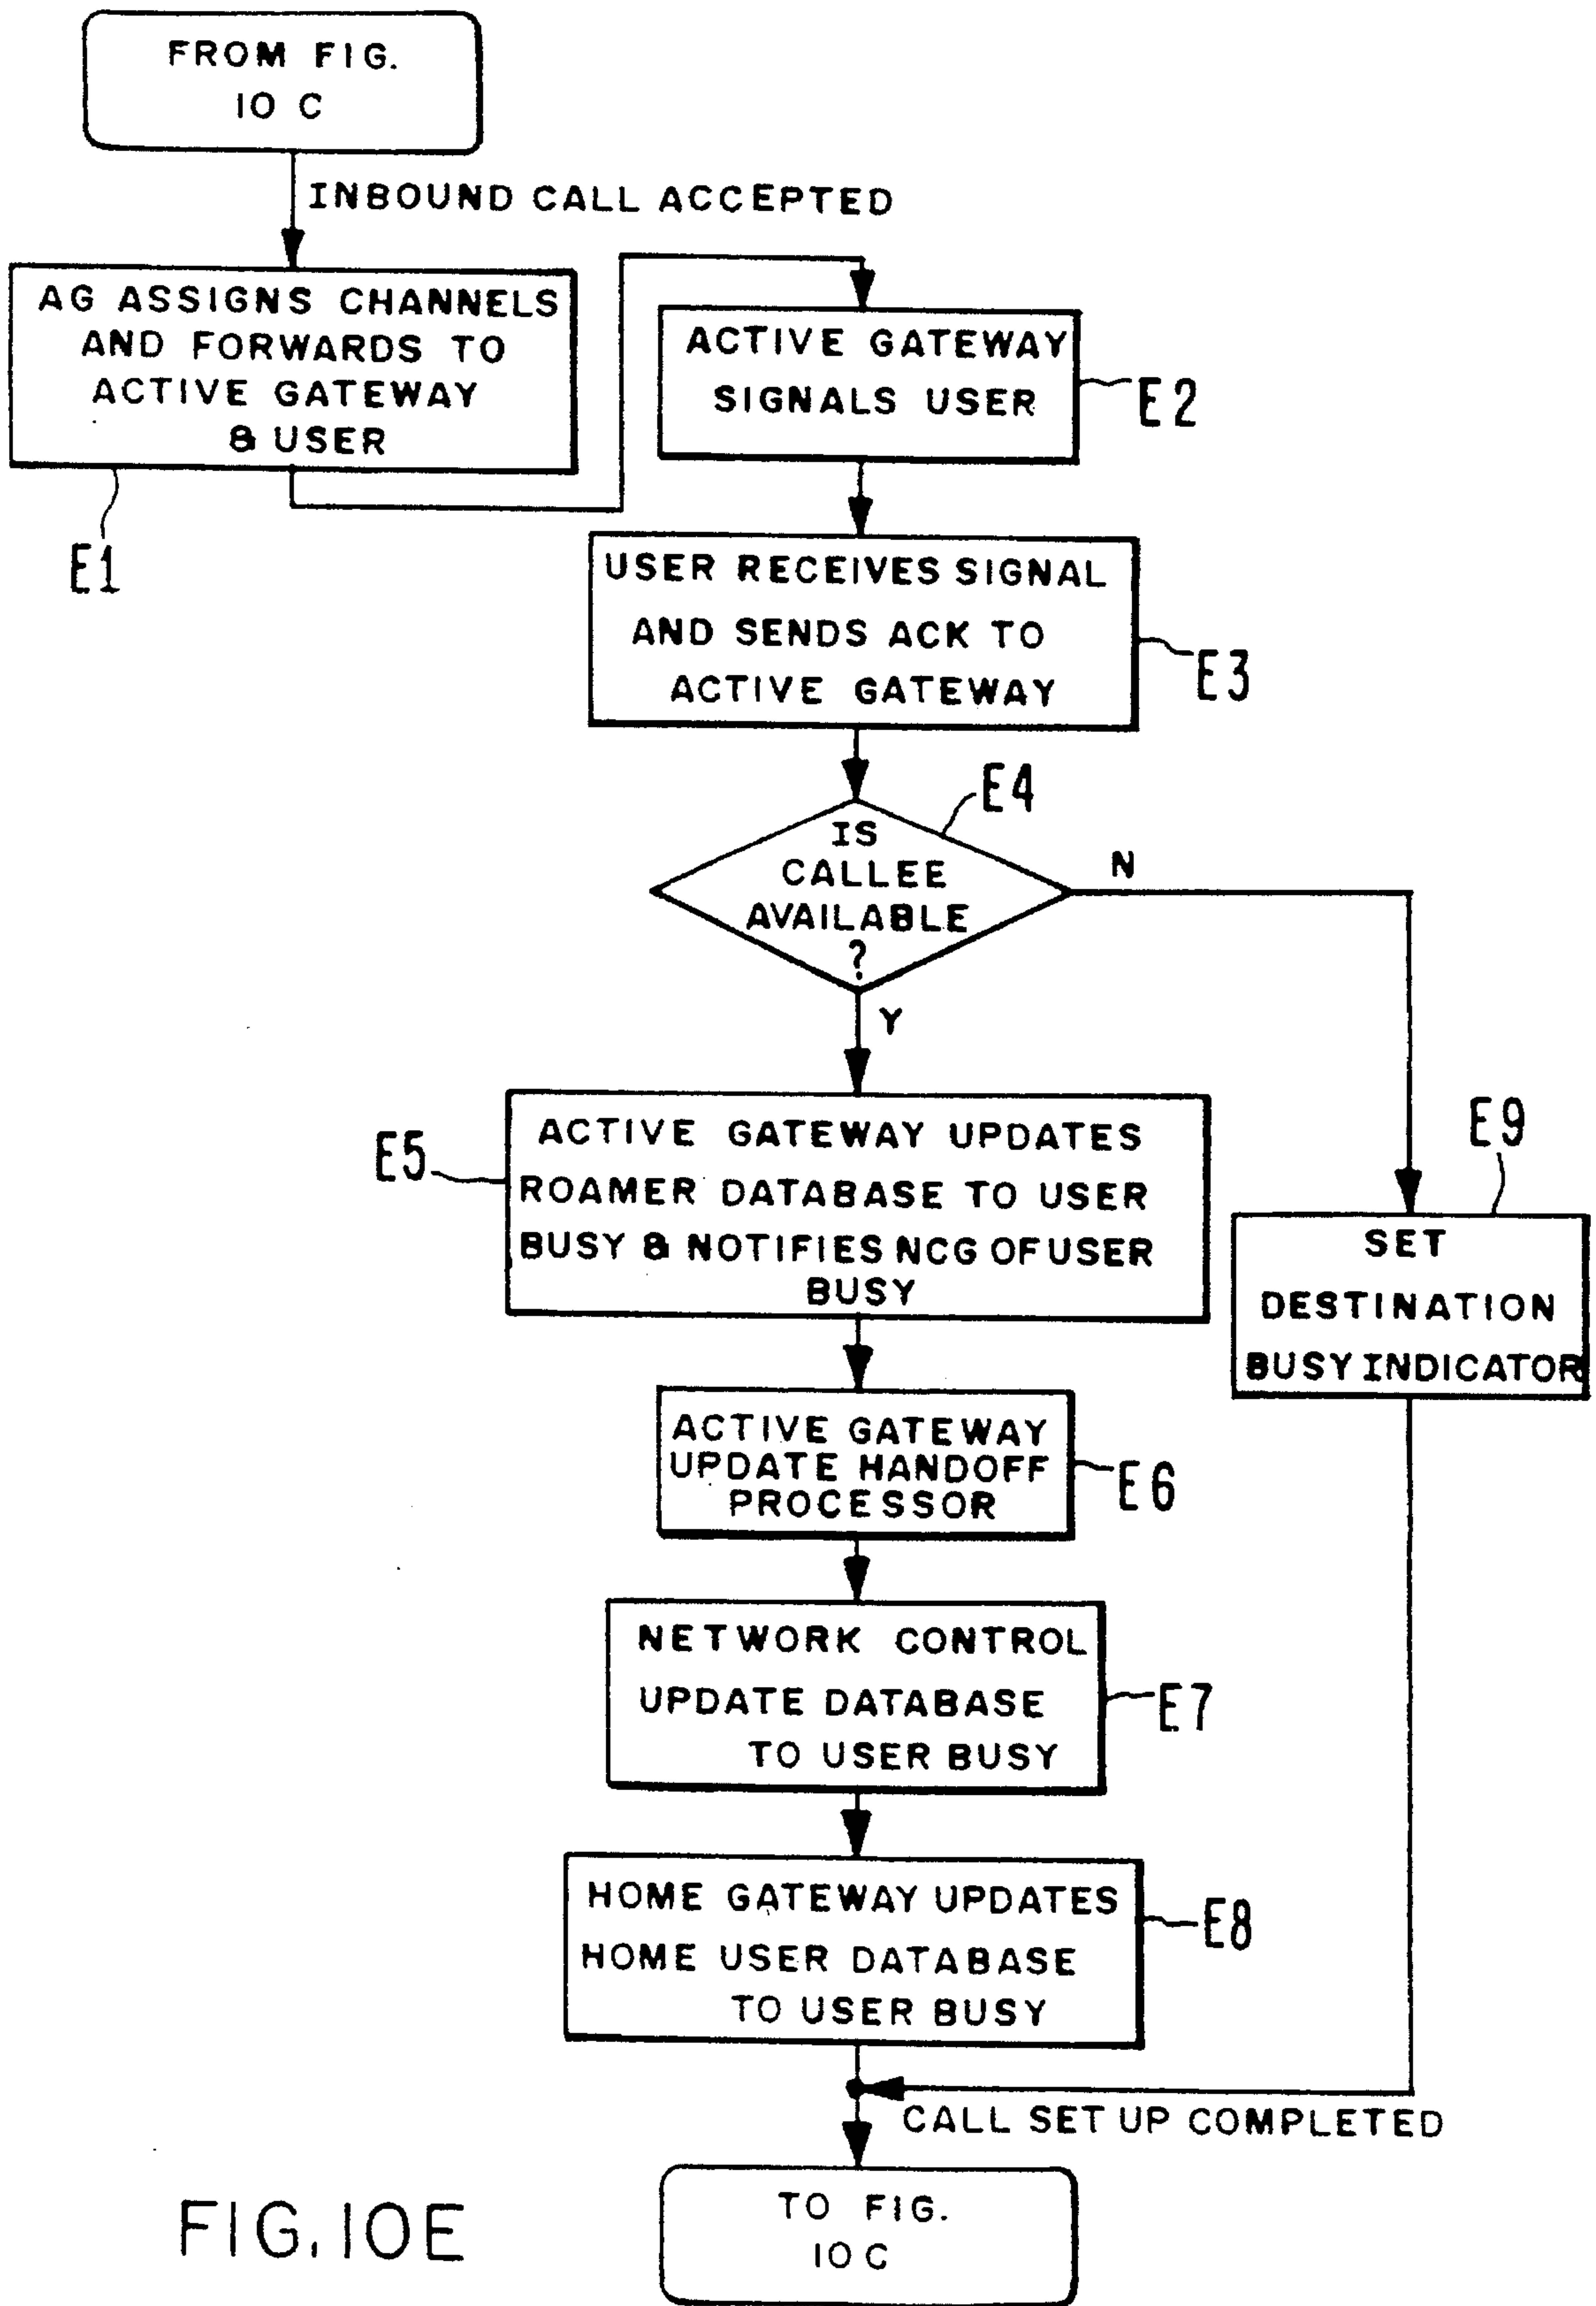 FROM FIG.
10 C
INBOUND CALL ACCEPTED
AG ASSIGNS CHANNELS
AND FORWARDS TO
ACTIVE GATEWAY
& USER
E1
ACTIVE GATEWAY
SIGNALS USER
E2
USER RECEIVES SIGNAL
AND SENDS ACK TO
ACTIVE GATEWAY
E3
E4
IS
CALLEE
AVAILABLE
?
N
Y
E5
ACTIVE GATEWAY UPDATES
ROAMER DATABASE TO USER
BUSY & NOTIFIES NCG OF USER
BUSY
E9
SET
DESTINATION
BUSY INDICATOR
ACTIVE GATEWAY
UPDATE HANDOFF
PROCESSOR
E6
NETWORK CONTROL
UPDATE DATABASE
TO USER BUSY
E7
HOME GATEWAY UPDATES
HOME USER DATABASE
TO USER BUSY
E8
CALL SET UP COMPLETED
TO FIG.
10 C
FIG. 10E